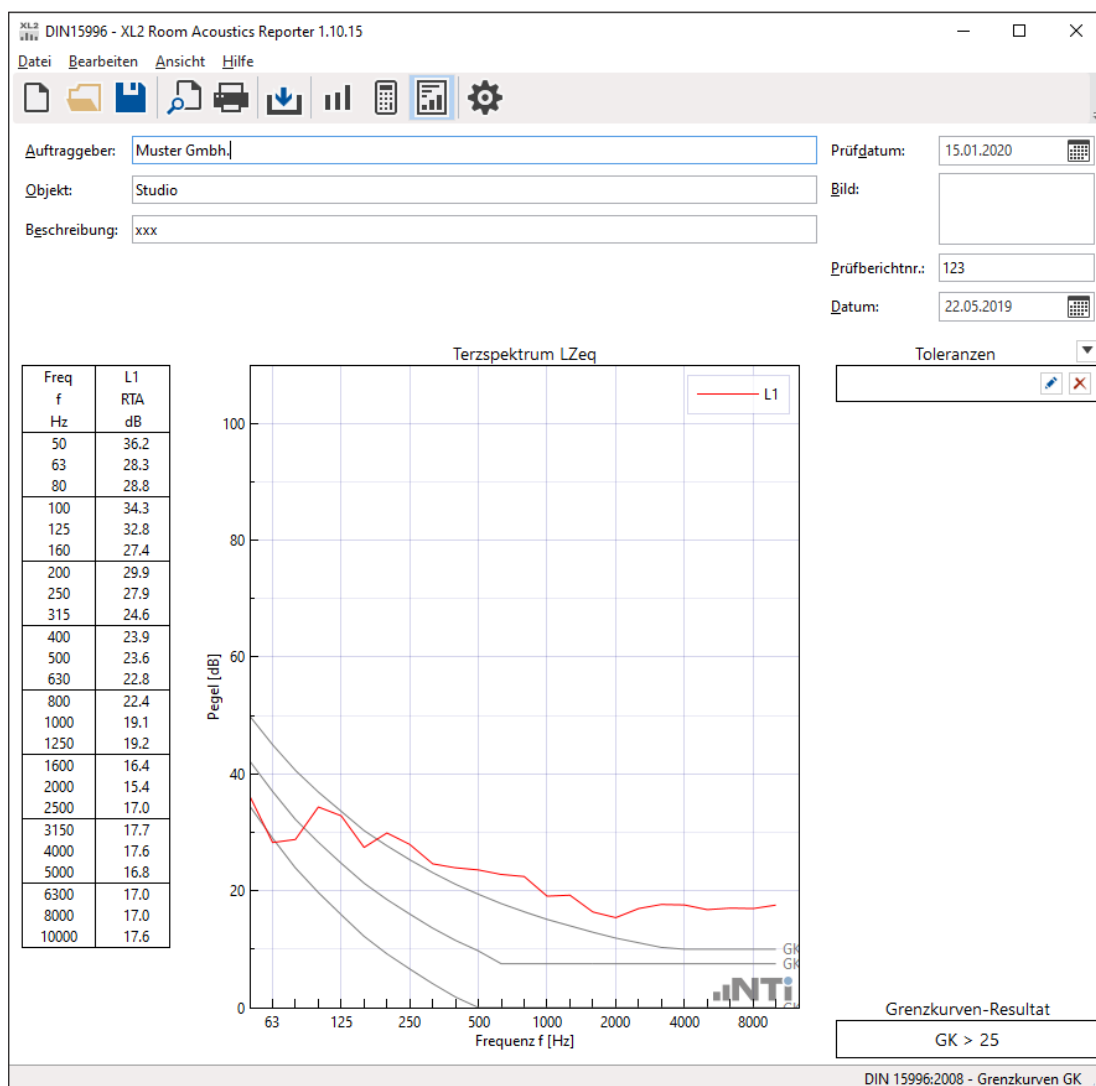 XL2 DIN15996 - XL2 Room Acoustics Reporter 1.10.15
Datei Bearbeiten Ansicht Hilfe
Auftraggeber: Muster Gmbh. Prüfdatum: 15.01.2020
Objekt: Studio Bild:
Beschreibung: xxx
Prüfberichtnr.: 123
Datum: 22.05.2019
Terzspektrum LZeq
Toleranzen
Freq L1
f RTA
Hz dB
50 36.2
63 28.3
80 28.8
100 34.3
125 32.8
160 27.4
200 29.9
250 27.9
315 24.6
400 23.9
500 23.6
630 22.8
800 22.4
1000 19.1
1250 19.2
1600 16.4
2000 15.4
2500 17.0
3150 17.7
4000 17.6
5000 16.8
6300 17.0
8000 17.0
10000 17.6
L1
Pegel [dB]
100
80
60
40
20
0
GK
GK
GK
NTi
63 125 250 500 1000 2000 4000 8000
Frequenz f [Hz]
Grenzkurven-Resultat
GK > 25
DIN 15996:2008 - Grenzkurven GK